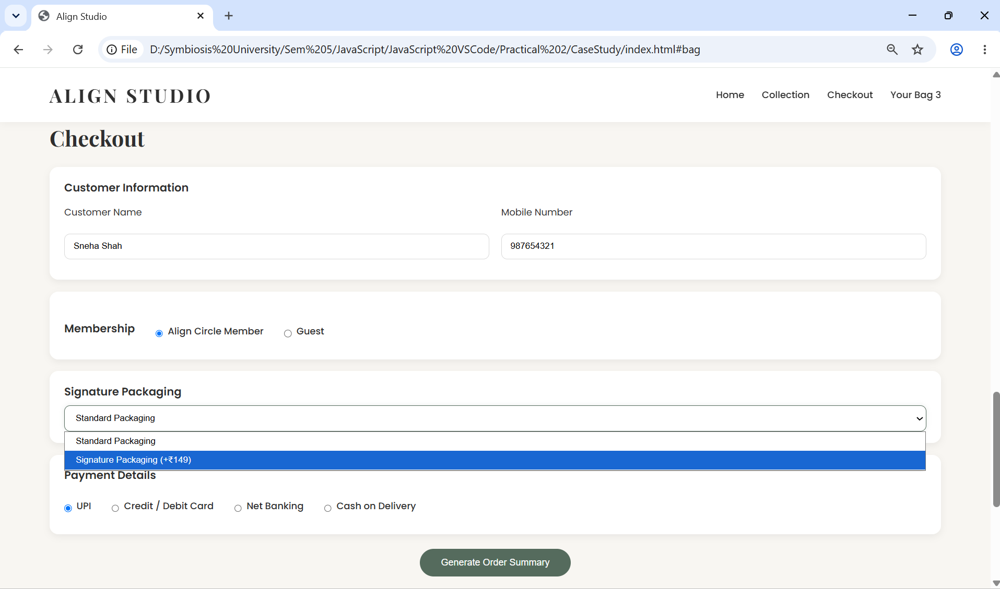 Align Studio
File D:/Symbiosis%20University/Sem%205/JavaScript/JavaScript%20VSCode/Practical%202/CaseStudy/index.html#bag
ALIGN STUDIO
Home Collection Checkout Your Bag 3
Checkout
Customer Information
Customer Name Mobile Number
Sneha Shah 987654321
Membership Align Circle Member Guest
Signature Packaging
Standard Packaging
Standard Packaging
Signature Packaging (+₹149)
Payment Details
UPI Credit / Debit Card Net Banking Cash on Delivery
Generate Order Summary